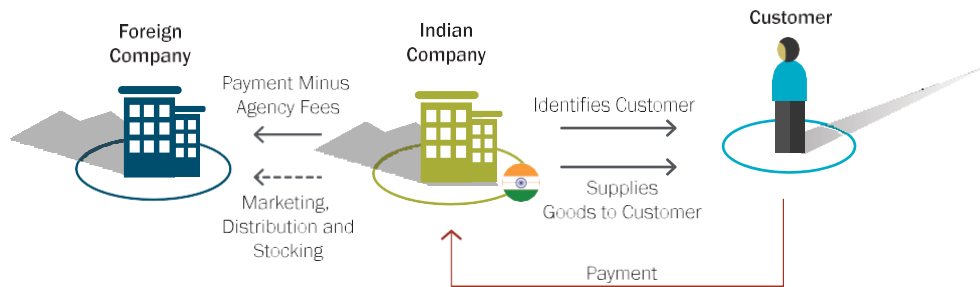 Foreign
Company
Indian
Company
Customer
Payment Minus
Agency Fees
Identifies Customer
Marketing,
Distribution and
Stocking
Supplies
Goods to Customer
Payment